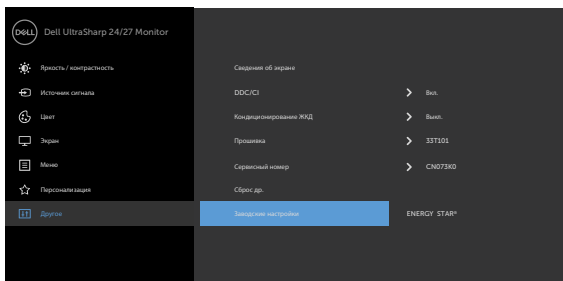 DELL
Dell UltraSharp 24/27 Monitor
Яркость / контрастность
Сведения об экране
Источник сигнала
DDC/CI
Вкл.
Цвет
Кондиционирование ЖКД
Выкл.
Экран
Прошивка
33T101
Меню
Сервисный номер
CN073K0
Персонализация
Сброс др.
Другое
Заводские настройки
ENERGY STAR®